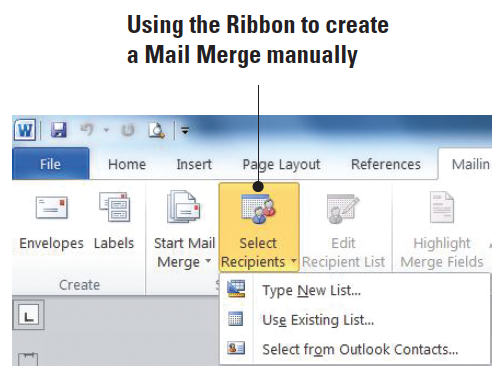 Using the Ribbon to create
a Mail Merge manually
W
File Home Insert Page Layout References Mailin
Envelopes Labels Start Mail Merge Select Recipients Edit Recipient List Highlight Merge Fields
Create S
L
Type New List...
Use Existing List...
Select from Outlook Contacts...